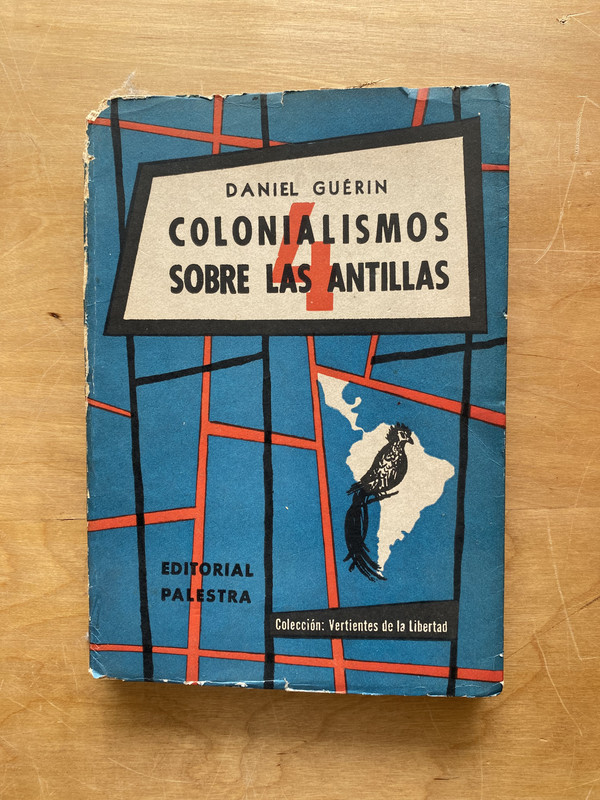 DANIEL GUÉRIN
4
COLONIALISMOS
SOBRE LAS ANTILLAS
EDITORIAL
PALESTRA
Colección: Vertientes de la Libertad